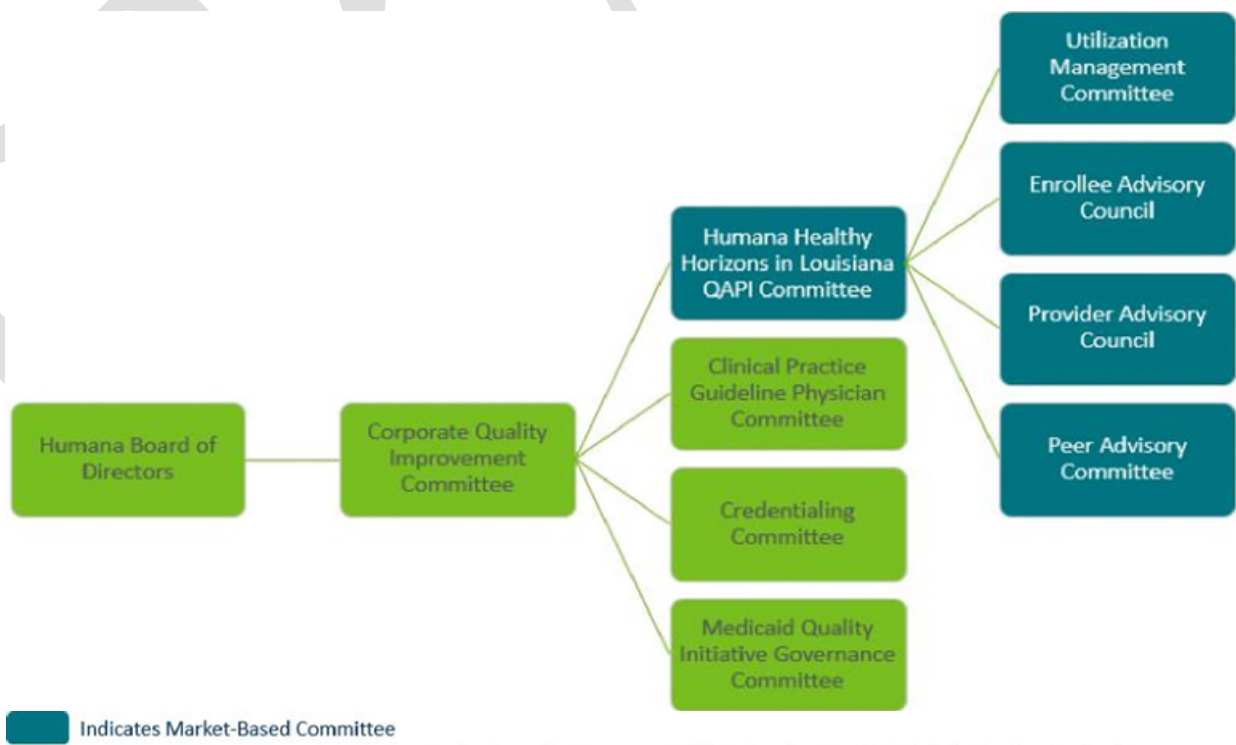 Humana Board of
Directors
Corporate Quality
Improvement
Committee
Humana Healthy
Horizons in Louisiana
QAPI Committee
Clinical Practice
Guideline Physician
Committee
Credentialing
Committee
Medicaid Quality
Initiative Governance
Committee
Utilization
Management
Committee
Enrollee Advisory
Council
Provider Advisory
Council
Peer Advisory
Committee
Indicates Market-Based Committee